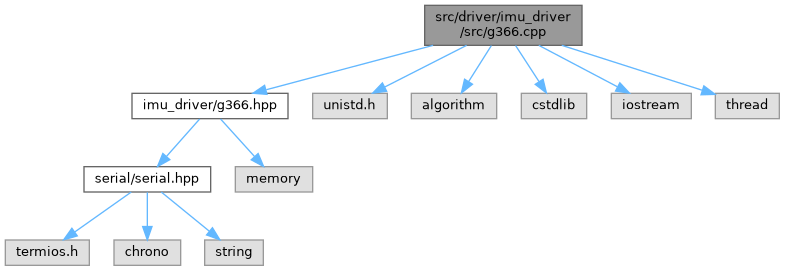 src/driver/imu_driver
/src/g366.cpp
imu_driver/g366.hpp
unistd.h
algorithm
cstdlib
iostream
thread
serial/serial.hpp
memory
termios.h
chrono
string